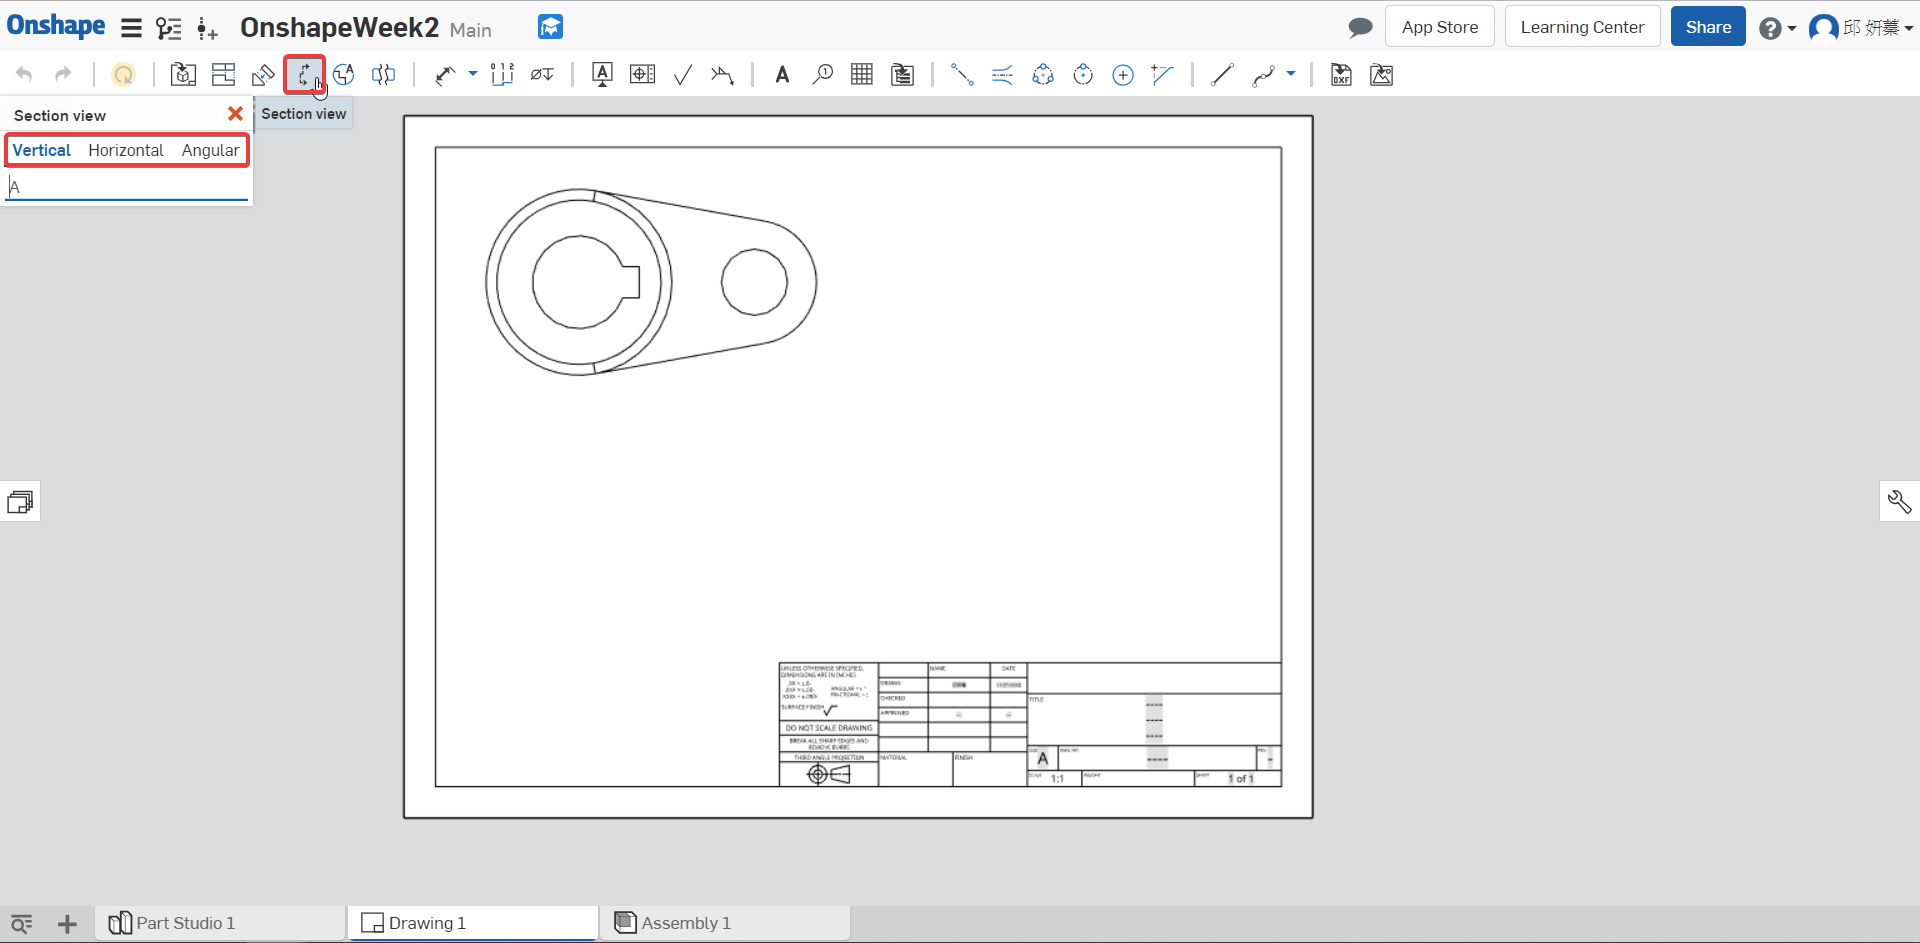 Onshape OnshapeWeek2 Main App Store Learning Center Share 邱 妍蓁
Section view
Section view
Vertical Horizontal Angular
A
UNLESS OTHERWISE SPECIFIED,
DIMENSIONS ARE IN INCHES
SURFACE FINISH
DO NOT SCALE DRAWING
BREAK ALL SHARP EDGES AND
REMOVE BURRS
THIRD ANGLE PROJECTION
NAME DATE
DRAWN
CHECKED
APPROVED
MATERIAL FINISH
TITLE
----
----
----
SIZE A DWG NO. ---- REV. -
SCALE 1:1 WEIGHT SHEET 1 of 1
Part Studio 1 Drawing 1 Assembly 1